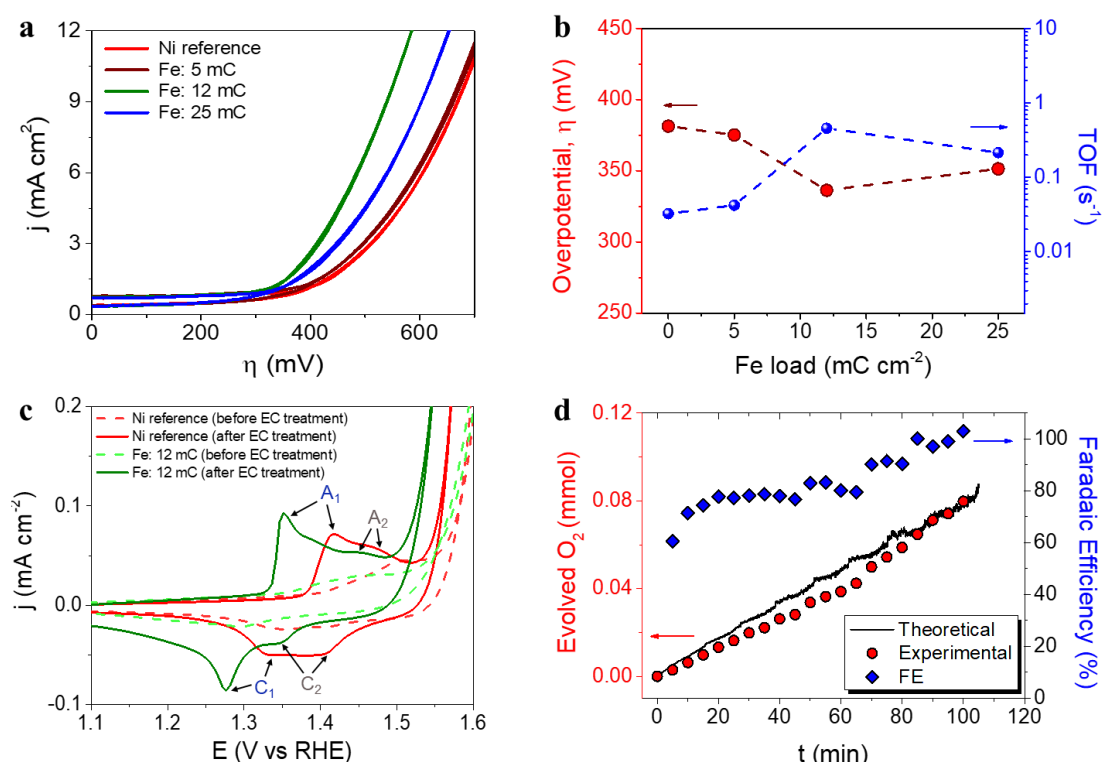 a
12
9
6
3
0
j (mA cm⁻²)
Ni reference
Fe: 5 mC
Fe: 12 mC
Fe: 25 mC
0
200
400
600
η (mV)
b
450
425
400
375
350
325
300
275
250
Overpotential, η (mV)
10
1
0.1
0.01
TOF (s⁻¹)
0
5
10
15
20
25
Fe load (mC cm⁻²)
c
0.2
0.1
0.0
-0.1
j (mA cm⁻²)
Ni reference (before EC treatment)
Ni reference (after EC treatment)
Fe: 12 mC (before EC treatment)
Fe: 12 mC (after EC treatment)
A₁
A₂
C₁
C₂
1.1
1.2
1.3
1.4
1.5
1.6
E (V vs RHE)
d
0.12
0.08
0.04
0.00
Evolved O₂ (mmol)
100
80
60
40
20
0
Faradaic Efficiency (%)
Theoretical
Experimental
FE
0
20
40
60
80
100
120
t (min)